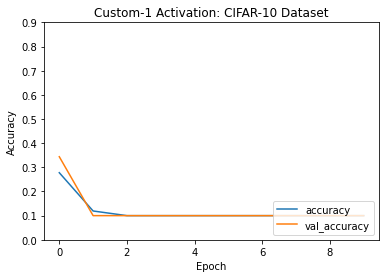 Custom-1 Activation: CIFAR-10 Dataset
Accuracy
0.9
0.8
0.7
0.6
0.5
0.4
0.3
0.2
0.1
0.0
accuracy
val_accuracy
0 2 4 6 8
Epoch